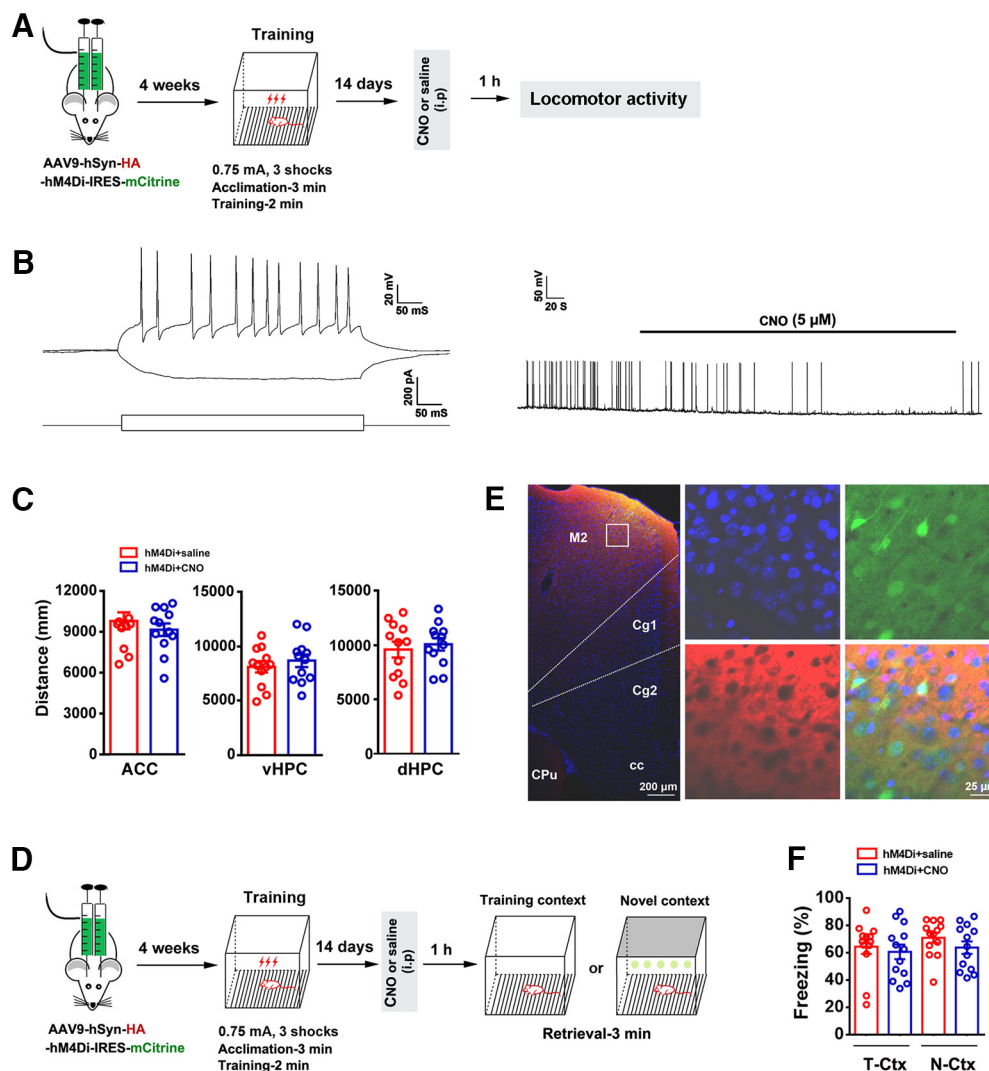 A
Training
4 weeks
14 days
CNO or saline
(i.p)
1 h
Locomotor activity
AAV9-hSyn-HA
-hM4Di-IRES-mCitrine
0.75 mA, 3 shocks
Acclimation-3 min
Training-2 min
B
20 mV
50 mS
200 pA
50 mS
50 mV
20 S
CNO (5 μM)
C
hM4Di+saline
hM4Di+CNO
Distance (mm)
12000
9000
6000
3000
0
ACC
15000
10000
5000
0
vHPC
15000
10000
5000
0
dHPC
E
M2
Cg1
Cg2
cc
CPu
200 μm
25 μm
D
Training
4 weeks
14 days
CNO or saline
(i.p)
1 h
Training context
Novel context
or
Retrieval-3 min
AAV9-hSyn-HA
-hM4Di-IRES-mCitrine
0.75 mA, 3 shocks
Acclimation-3 min
Training-2 min
F
hM4Di+saline
hM4Di+CNO
Freezing (%)
100
80
60
40
20
0
T-Ctx
N-Ctx